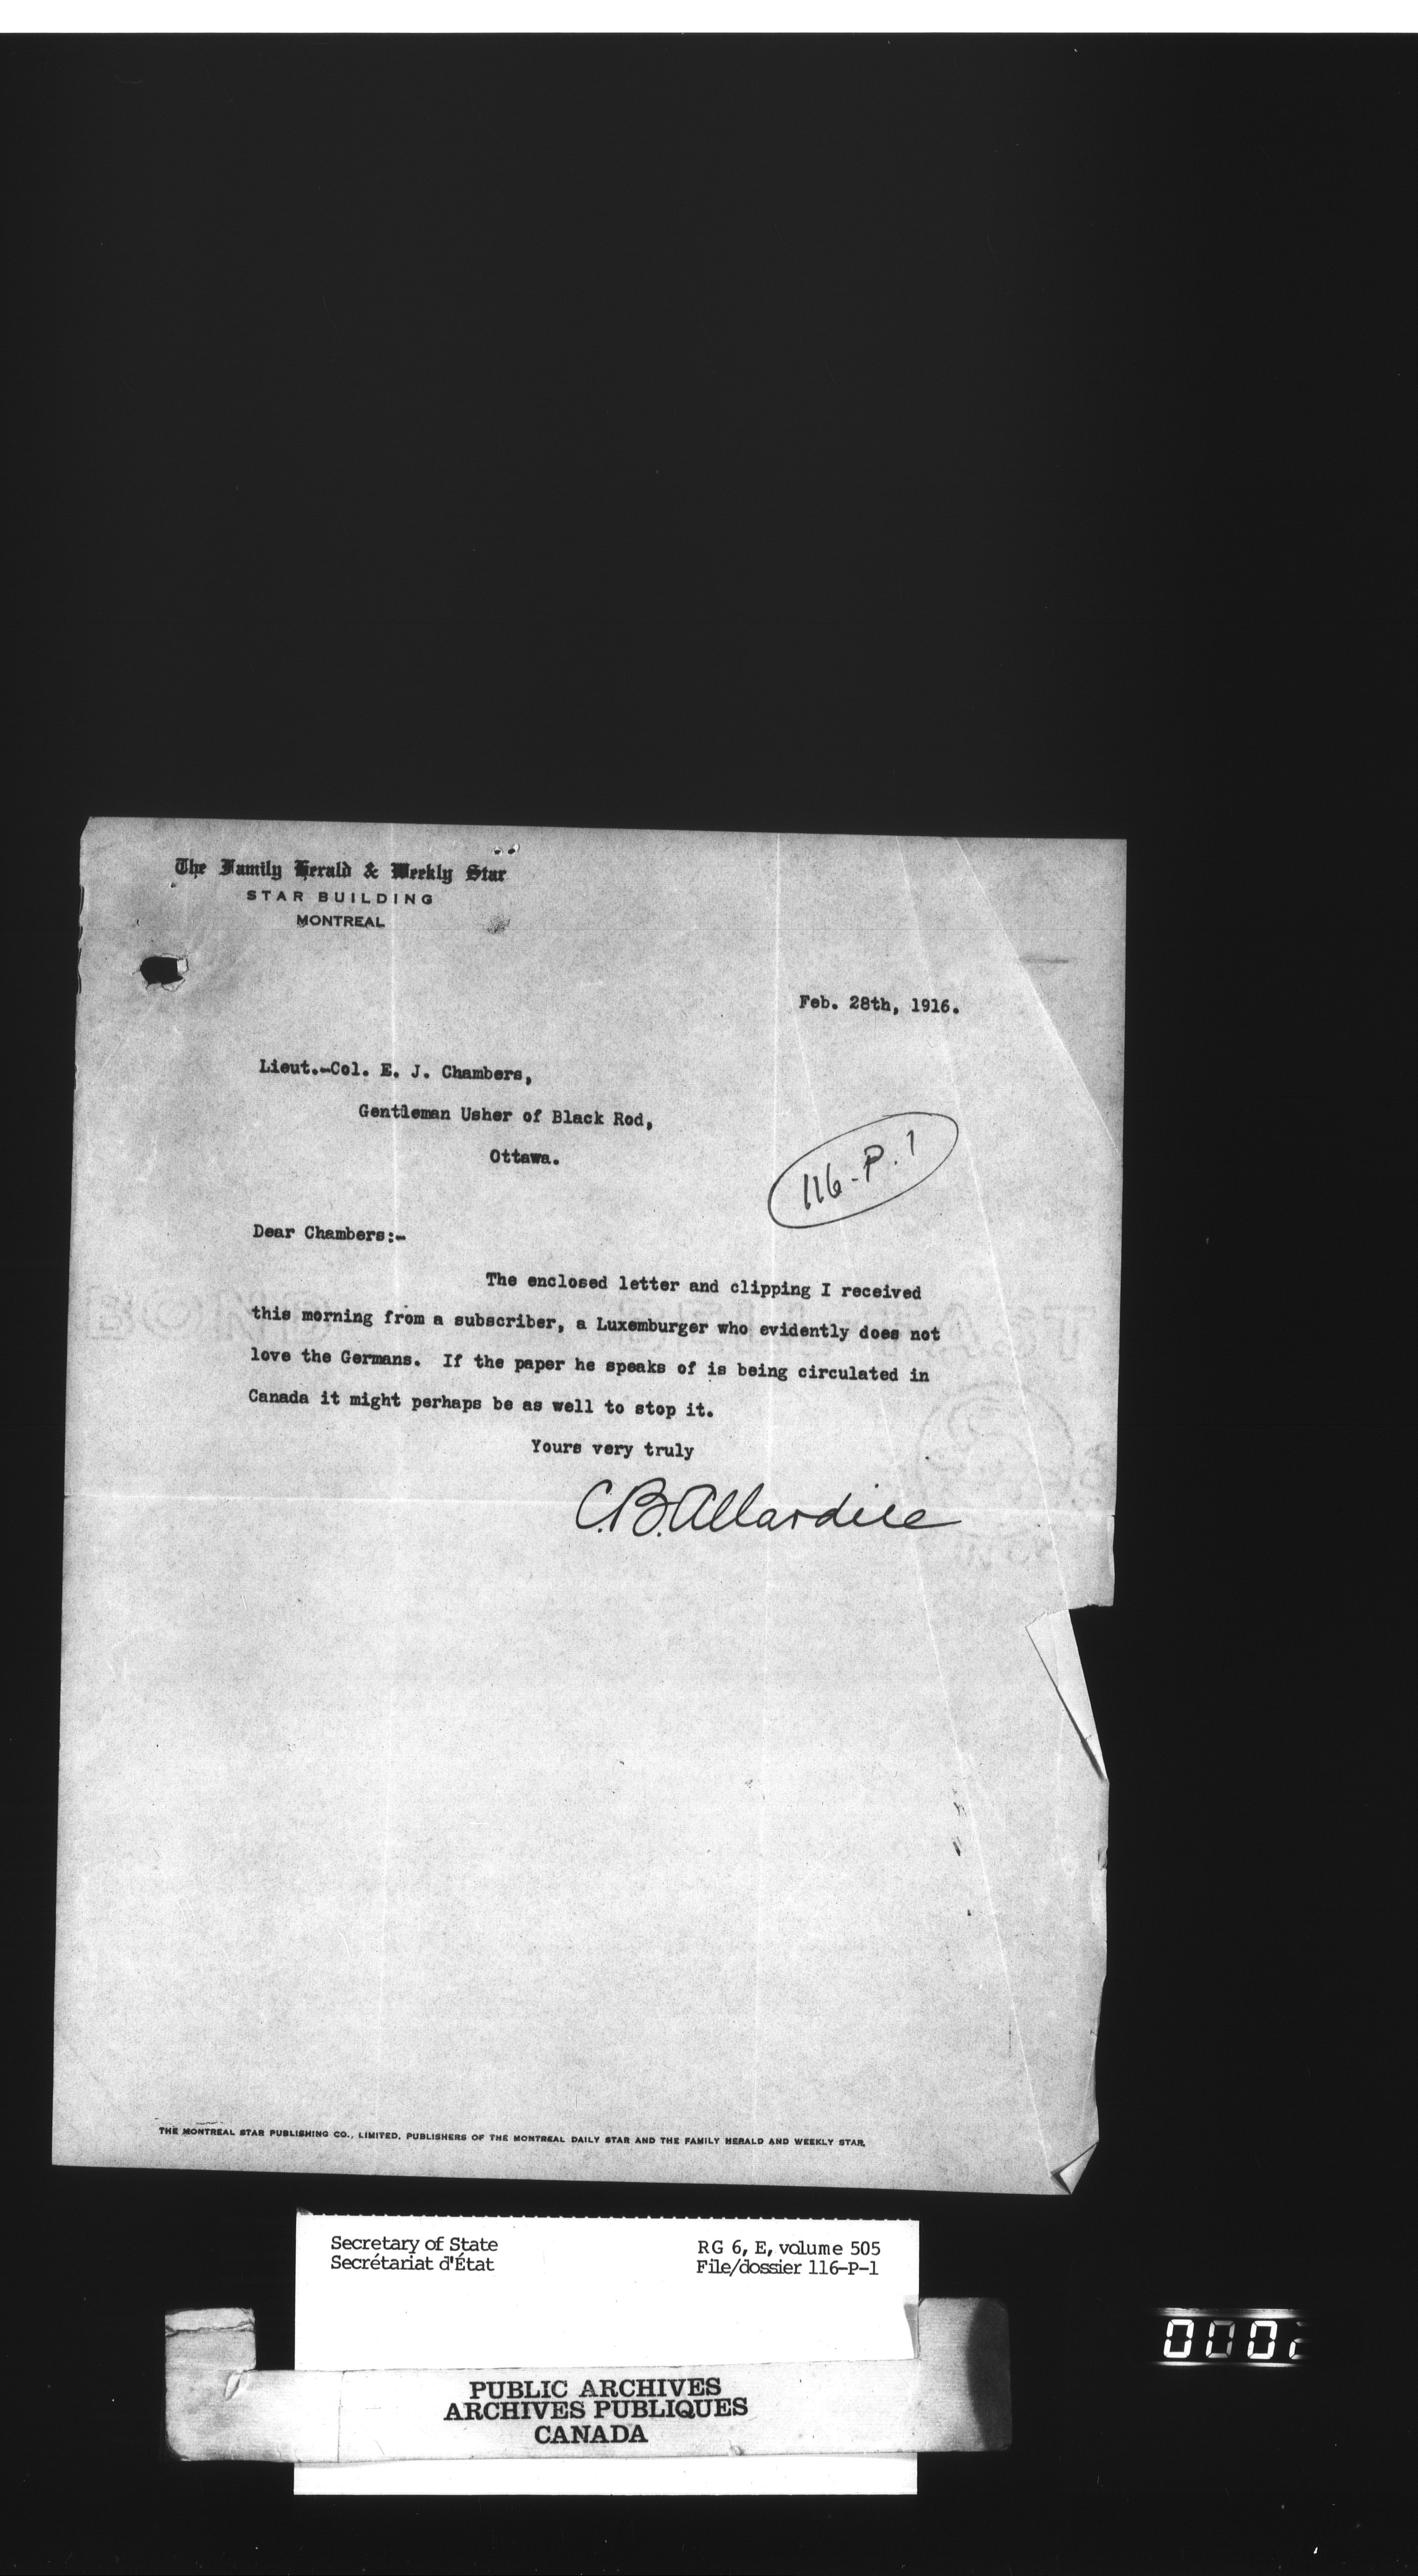 The Family Herald & Weekly Star
STAR BUILDING
MONTREAL
Feb. 28th, 1916.
Lieut.-Col. E. J. Chambers,
Gentleman Usher of Black Rod,
Ottawa.
116-P.1
Dear Chambers:-
The enclosed letter and clipping I received
this morning from a subscriber, a Luxemburger who evidently does not
love the Germans. If the paper he speaks of is being circulated in
Canada it might perhaps be as well to stop it.
Yours very truly
C.B. Allardice
THE MONTREAL STAR PUBLISHING CO., LIMITED, PUBLISHERS OF THE MONTREAL DAILY STAR AND THE FAMILY HERALD AND WEEKLY STAR.
Secretary of State
Secrétariat d'État
RG 6, E, volume 505
File/dossier 116-P-1
PUBLIC ARCHIVES
ARCHIVES PUBLIQUES
CANADA